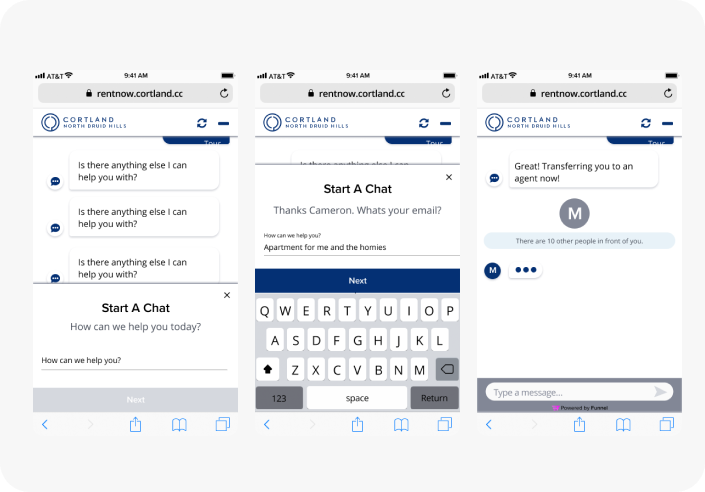 AT&T
9:41 AM
rentnow.cortland.cc
CORTLAND
NORTH DRUID HILLS
Tour
Is there anything else I can
help you with?
Is there anything else I can
help you with?
Is there anything else I can
help you with?
Start A Chat
How can we help you today?
How can we help you?
Next
AT&T
9:41 AM
rentnow.cortland.cc
CORTLAND
NORTH DRUID HILLS
Tour
Is there anything else I can
Start A Chat
Thanks Cameron. Whats your email?
How can we help you?
Apartment for me and the homies
Next
Q W E R T Y U I O P
A S D F G H J K L
Z X C V B N M
123 space Return
AT&T
9:41 AM
rentnow.cortland.cc
CORTLAND
NORTH DRUID HILLS
Tour
Great! Transferring you to an
agent now!
M
There are 10 other people in front of you.
M
Type a message...
Powered by Funnel